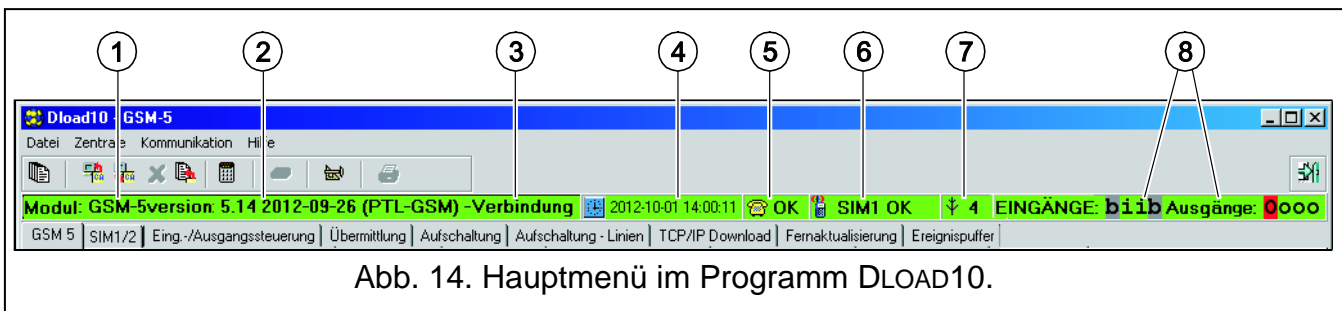 1 2 3 4 5 6 7 8
Dload10 - GSM-5
Datei Zentrale Kommunikation Hilfe
Modul: GSM-5version: 5.14 2012-09-26 (PTL-GSM) -Verbindung 2012-10-01 14:00:11 OK SIM1 OK 4 EINGÄNGE: biib Ausgänge: Oooo
GSM 5 SIM1/2 Eing.-/Ausgangssteuerung Übermittlung Aufschaltung Aufschaltung - Linien TCP/IP Download Fernaktualisierung Ereignispuffer
Abb. 14. Hauptmenü im Programm DLOAD10.